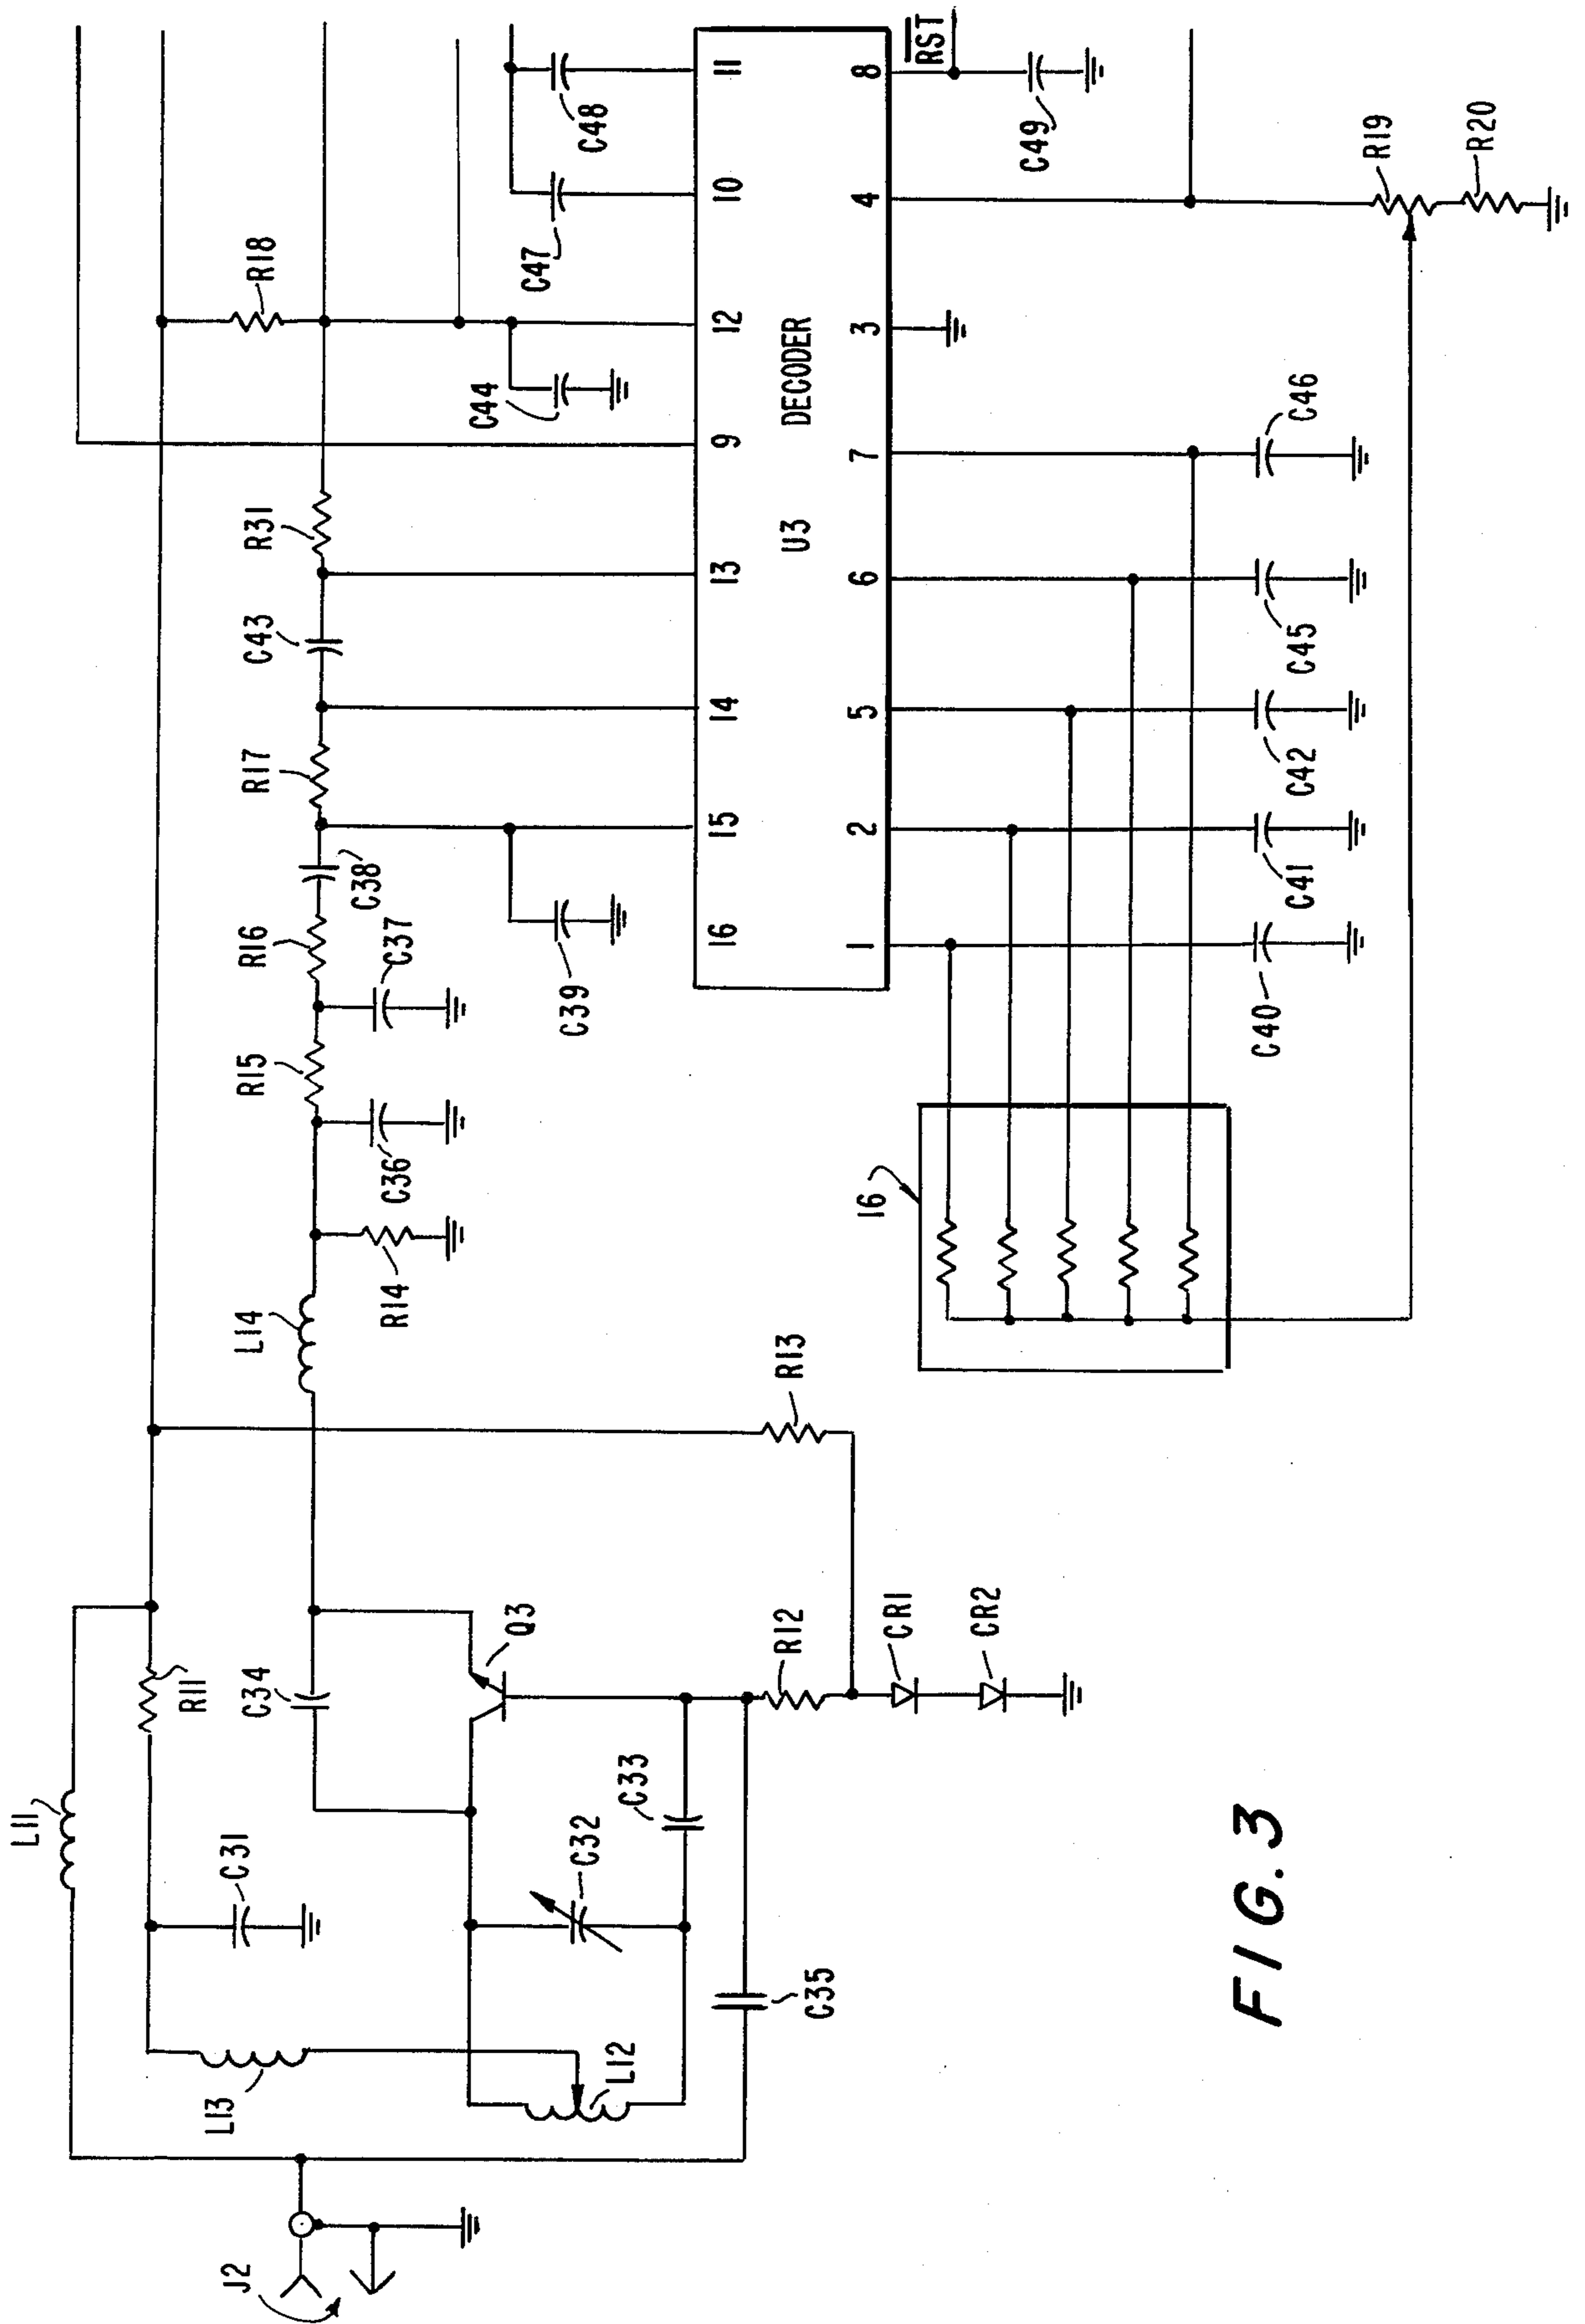 L11
R11
C31
L13
J2
C34
Q3
C32
C33
L12
C35
R12
CR1
CR2
R13
L14
R14
C36
R15
C37
R16
C38
R17
C43
R31
R18
C39
C44
C47
C48
16
15
14
13
9
12
10
11
U3
DECODER
1
2
5
6
7
3
4
8
RST
C49
16
C40
C41
C42
C45
C46
R19
R20
FIG. 3